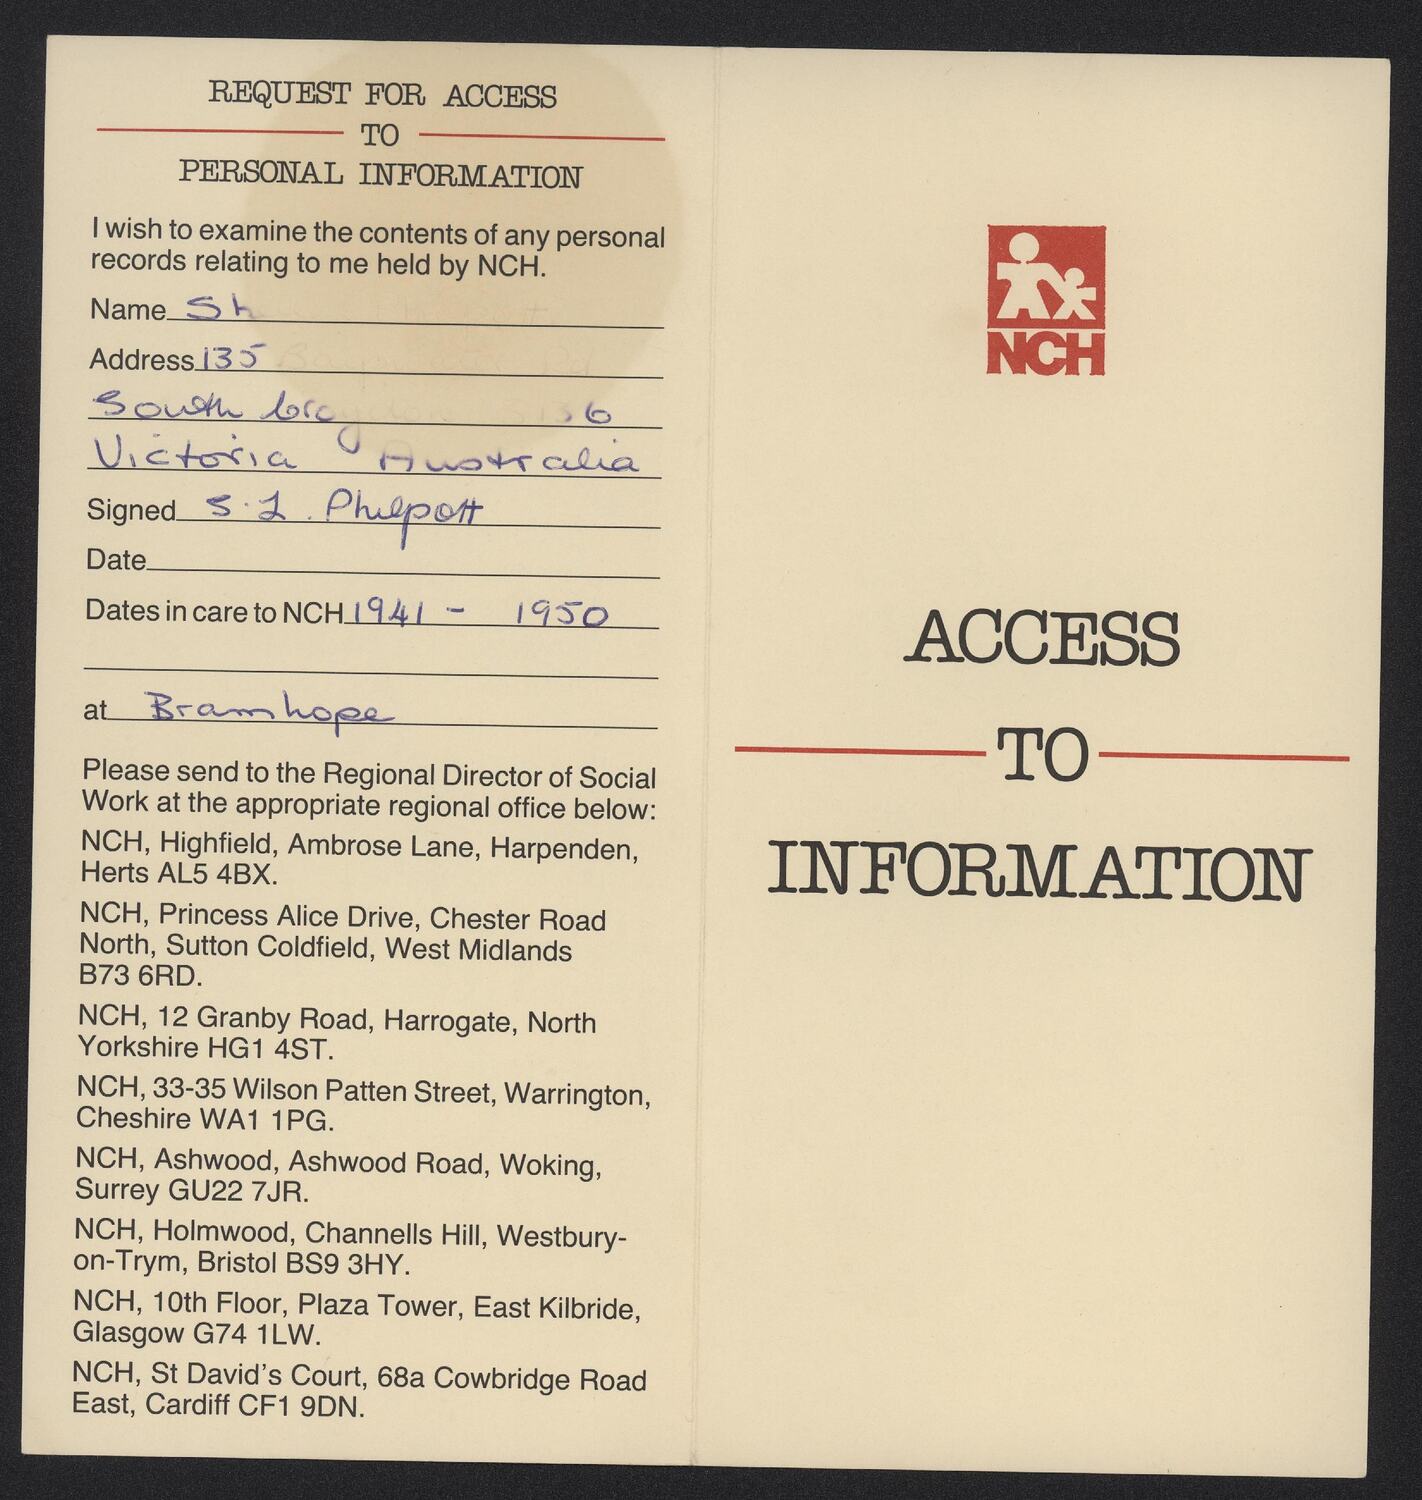 REQUEST FOR ACCESS
TO
PERSONAL INFORMATION
I wish to examine the contents of any personal
records relating to me held by NCH.
Name Sh
Address 135
South Croydon 3136
Victoria Australia
Signed S. L. Philpott
Date
Dates in care to NCH 1941 - 1950
at Bramhope
Please send to the Regional Director of Social
Work at the appropriate regional office below:
NCH, Highfield, Ambrose Lane, Harpenden,
Herts AL5 4BX.
NCH, Princess Alice Drive, Chester Road
North, Sutton Coldfield, West Midlands
B73 6RD.
NCH, 12 Granby Road, Harrogate, North
Yorkshire HG1 4ST.
NCH, 33-35 Wilson Patten Street, Warrington,
Cheshire WA1 1PG.
NCH, Ashwood, Ashwood Road, Woking,
Surrey GU22 7JR.
NCH, Holmwood, Channells Hill, Westbury-
on-Trym, Bristol BS9 3HY.
NCH, 10th Floor, Plaza Tower, East Kilbride,
Glasgow G74 1LW.
NCH, St David's Court, 68a Cowbridge Road
East, Cardiff CF1 9DN.
NCH
ACCESS
TO
INFORMATION